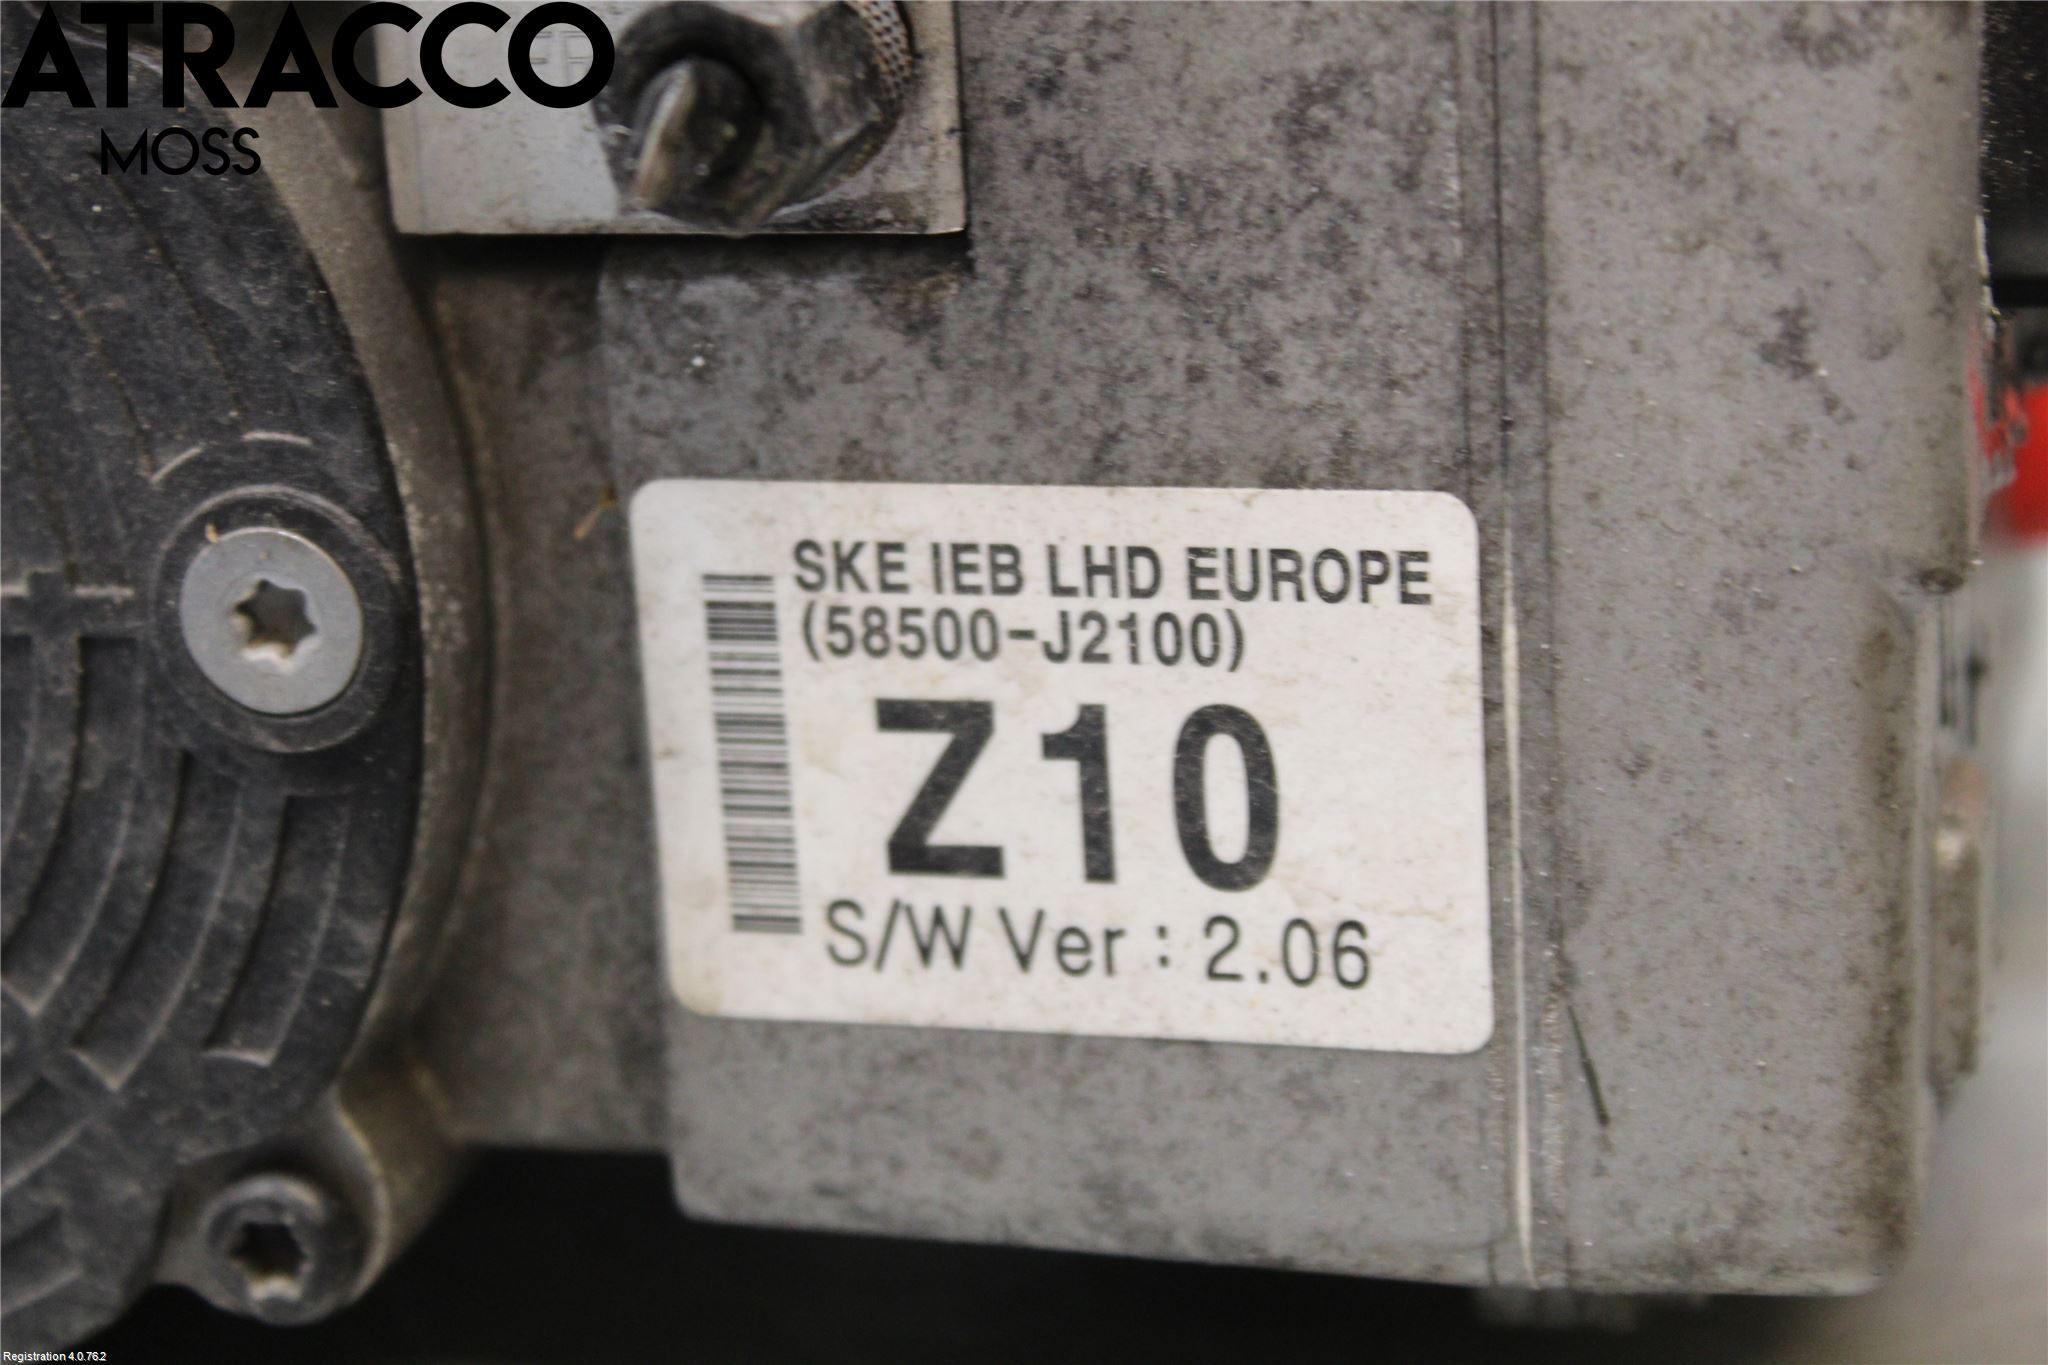 ATRACCO
MOSS
SKE IEB LHD EUROPE
(58500-J2100)
Z10
S/W Ver : 2.06
Registration 4.0.76.2